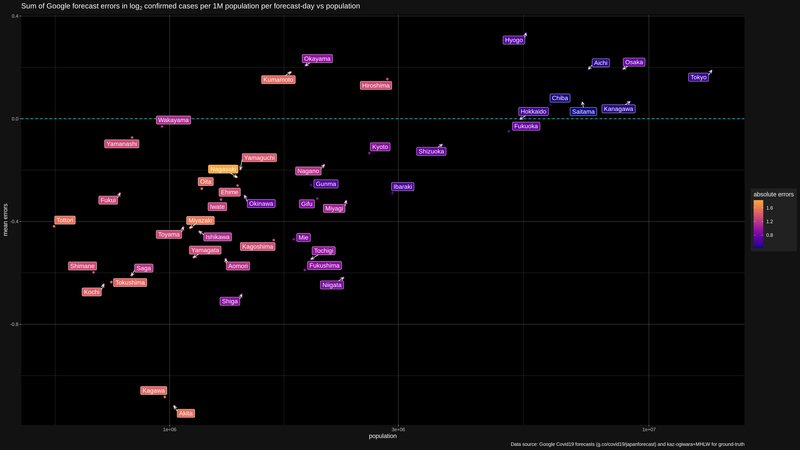 Sum of Google forecast errors in log2 confirmed cases per 1M population per forecast-day vs population
0.4
Hyogo
Okayama
Aichi
Osaka
Kumamoto
Tokyo
Hiroshima
Chiba
Hokkaido
Saitama
Kanagawa
0.0
Wakayama
Fukuoka
Yamanashi
Kyoto
Shizuoka
Yamaguchi
Nagasaki
Nagano
Oita
Gunma
Ibaraki
Ehime
Fukui
Iwate
Okinawa
Gifu
Miyagi
-0.4
Tottori
Miyazaki
Toyama
Ishikawa
Mie
Kagoshima
Yamagata
Tochigi
Shimane
Saga
Aomori
Fukushima
Tokushima
Niigata
Kochi
Shiga
-0.8
Kagawa
Akita
mean errors
1e+06
3e+06
1e+07
population
absolute errors
1.6
1.2
0.8
Data source: Google Covid19 forecasts (g.co/covid19/japanforecast) and kaz-ogiwara+MHLW for ground-truth